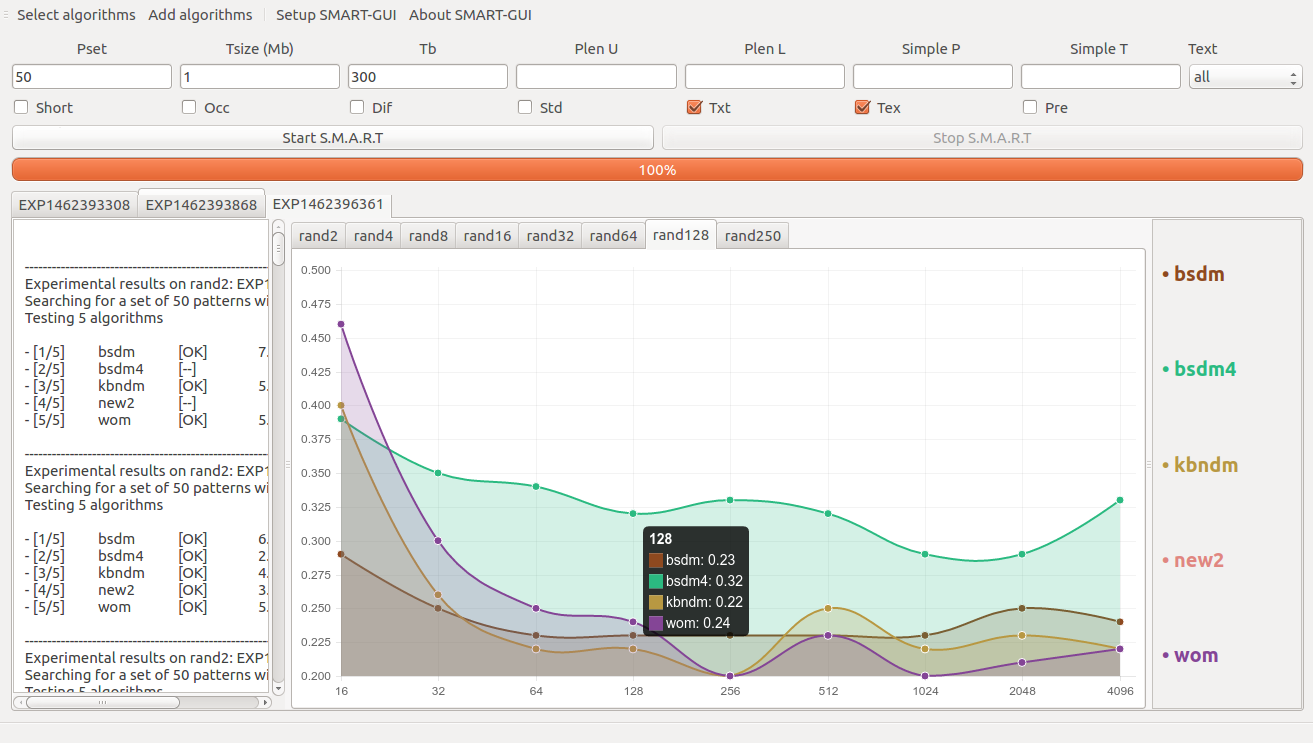 Select algorithms Add algorithms Setup SMART-GUI About SMART-GUI
Pset Tsize (Mb) Tb Plen U Plen L Simple P Simple T Text
50 1 300 all
Short Occ Dif Std Txt Tex Pre
Start S.M.A.R.T Stop S.M.A.R.T
100%
EXP1462393308 EXP1462393868 EXP1462396361
--------------------------------------------------------
Experimental results on rand2: EXP1
Searching for a set of 50 patterns wi
Testing 5 algorithms
- [1/5] bsdm [OK] 7.
- [2/5] bsdm4 [--]
- [3/5] kbndm [OK] 5.
- [4/5] new2 [--]
- [5/5] wom [OK] 5.
--------------------------------------------------------
Experimental results on rand2: EXP1
Searching for a set of 50 patterns wi
Testing 5 algorithms
- [1/5] bsdm [OK] 6.
- [2/5] bsdm4 [OK] 2.
- [3/5] kbndm [OK] 4.
- [4/5] new2 [OK] 3.
- [5/5] wom [OK] 5.
--------------------------------------------------------
Experimental results on rand2: EXP1
Searching for a set of 50 patterns wi
Testing 5 algorithms
rand2 rand4 rand8 rand16 rand32 rand64 rand128 rand250
0.500
0.475
0.450
0.425
0.400
0.375
0.350
0.325
0.300
0.275
0.250
0.225
0.200
16 32 64 128 256 512 1024 2048 4096
128
bsdm: 0.23
bsdm4: 0.32
kbndm: 0.22
wom: 0.24
• bsdm
• bsdm4
• kbndm
• new2
• wom